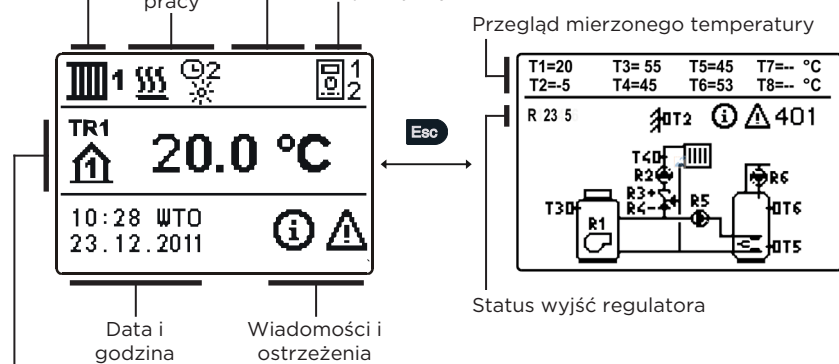 pracy
Przegląd mierzonego temperatury
1 2 1
2
TR1
1 20.0 °C
10:28 WTO
23.12.2011
Esc
T1=20 T3= 55 T5=45 T7=-- °C
T2=-5 T4=45 T6=53 T8=-- °C
R 23 5 T2 401
T4
R2 R6
R3+
R4- R5
T3 T6
R1
T5
Status wyjść regulatora
Data i
godzina
Wiadomości i
ostrzeżenia